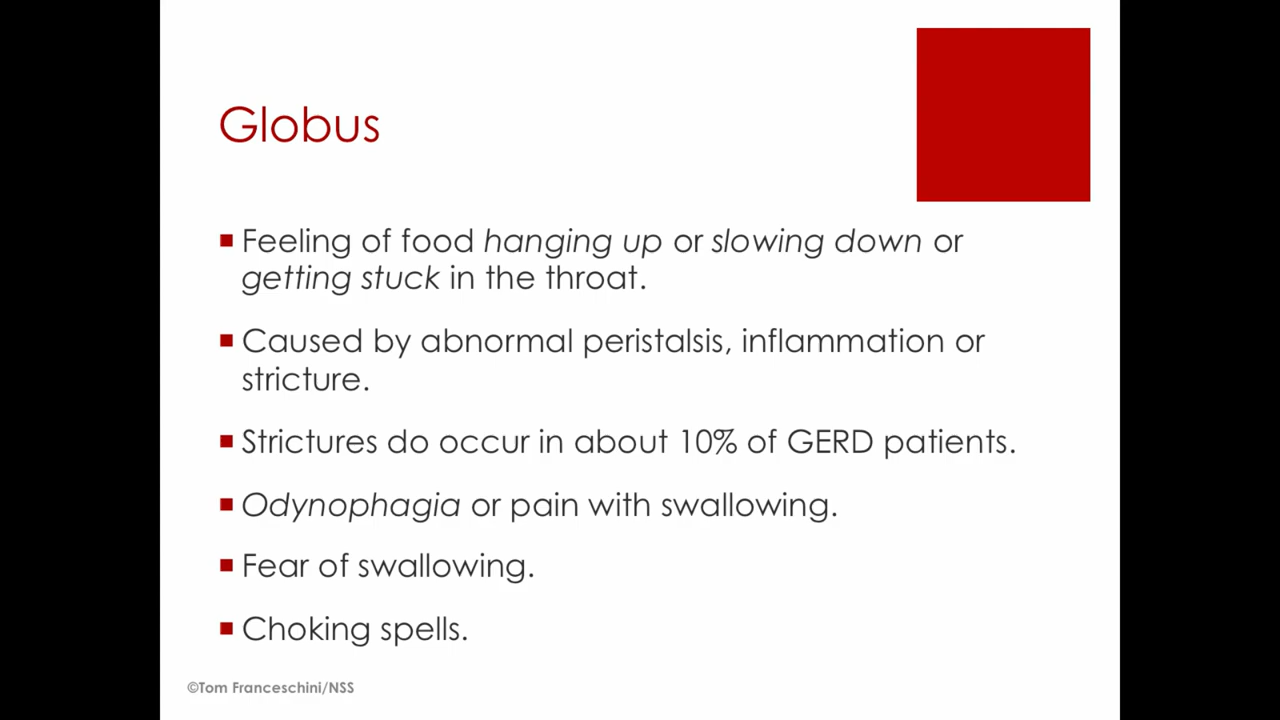 Globus
Feeling of food hanging up or slowing down or
getting stuck in the throat.
Caused by abnormal peristalsis, inflammation or
stricture.
Strictures do occur in about 10% of GERD patients.
Odynophagia or pain with swallowing.
Fear of swallowing.
Choking spells.
©Tom Franceschini/NSS